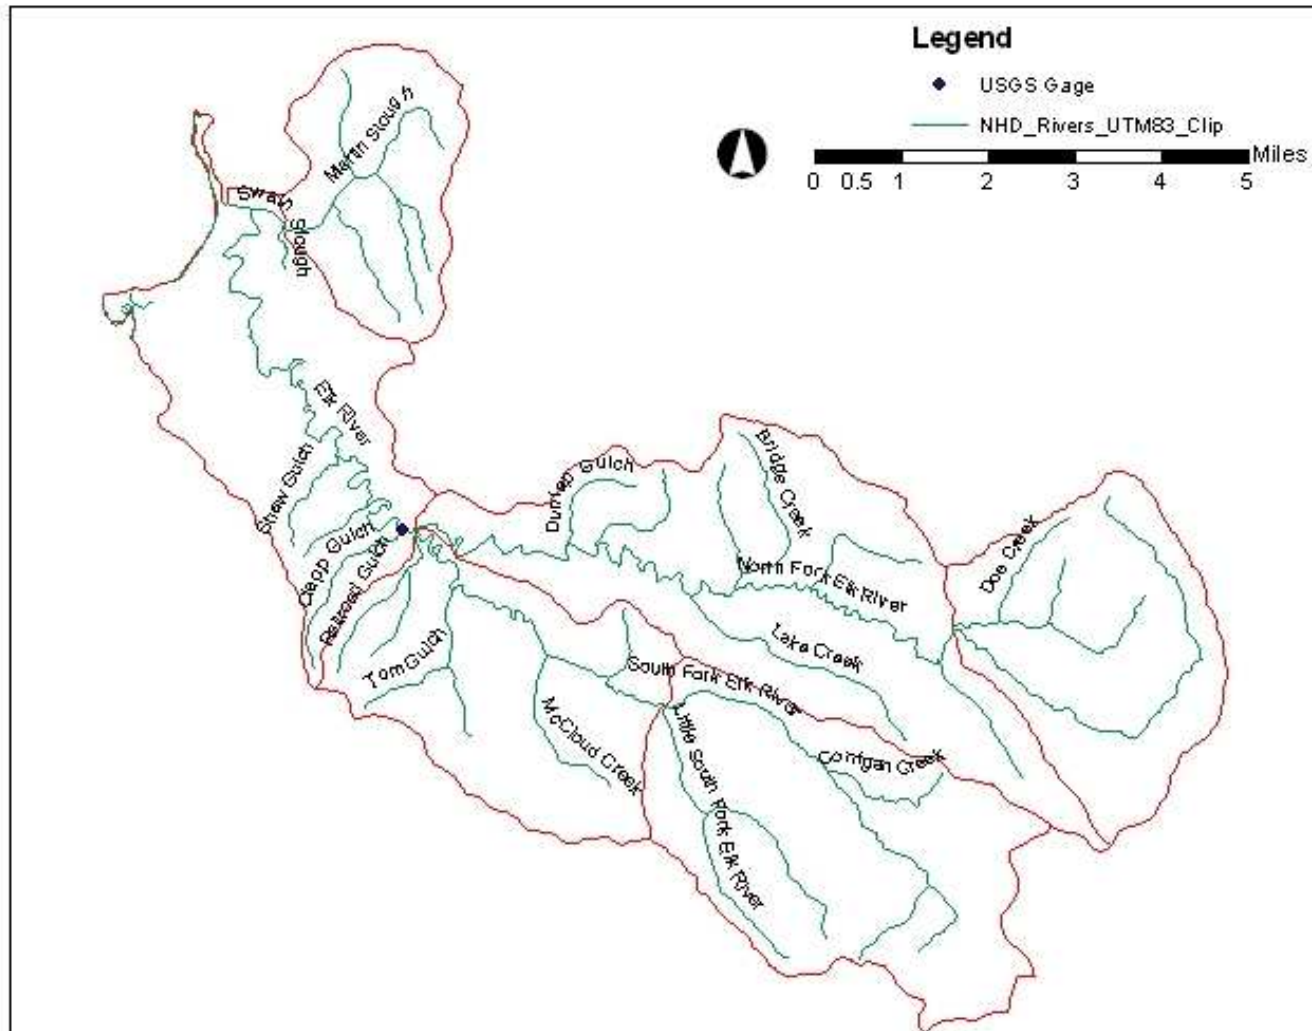 Legend
USGS Gage
NHD_Rivers_UTM83_Clip
Miles
0 0.5 1 2 3 4 5
Martin Slough
Swain
Slough
Elk River
Shaw Gulch
Clapp Gulch
Railroad Gulch
Tom Gulch
Dunlap Gulch
Bridge Creek
North Fork Elk River
Doe Creek
Lake Creek
South Fork Elk River
McCloud Creek
Little South Fork Elk River
Corrigan Creek